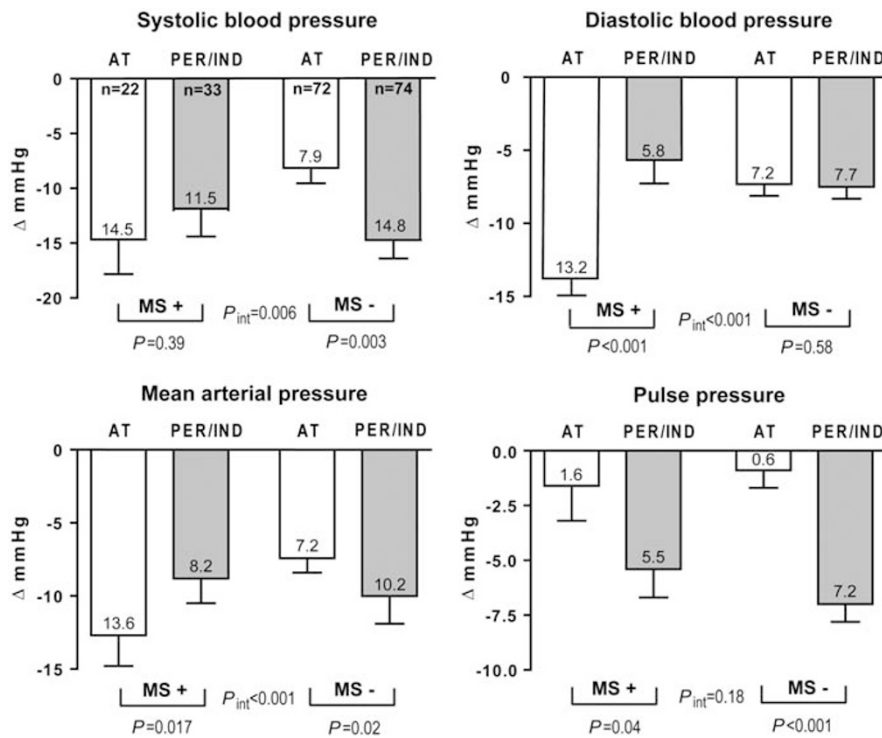 Systolic blood pressure
AT PER/IND AT PER/IND
0
n=22 n=33 n=72 n=74
-5
7.9
-10
11.5
-15
14.5 14.8
-20
Δ mmHg
MS + MS -
Pint=0.006
P=0.39 P=0.003
Diastolic blood pressure
AT PER/IND AT PER/IND
0
-5
5.8
7.2 7.7
-10
13.2
-15
Δ mmHg
MS + MS -
Pint<0.001
P<0.001 P=0.58
Mean arterial pressure
AT PER/IND AT PER/IND
0
-5
7.2
8.2
-10
10.2
13.6
-15
Δ mmHg
MS + MS -
Pint<0.001
P=0.017 P=0.02
Pulse pressure
AT PER/IND AT PER/IND
0.0
0.6
1.6
-2.5
-5.0
5.5
7.2
-7.5
-10.0
Δ mmHg
MS + MS -
Pint=0.18
P=0.04 P<0.001